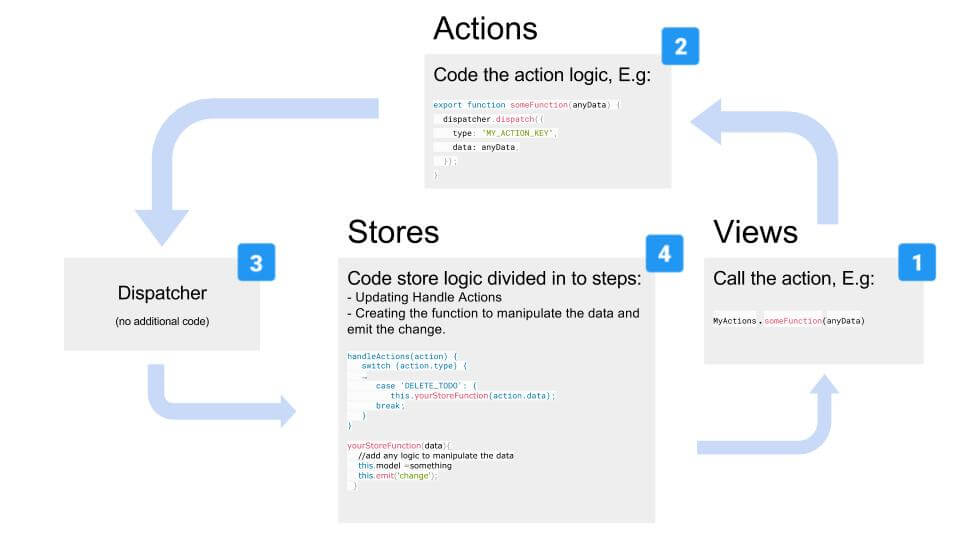 Actions
2
Code the action logic, E.g:
export function someFunction(anyData) {
dispatcher.dispatch({
type: 'MY_ACTION_KEY',
data: anyData,
});
}
3
Dispatcher
(no additional code)
Stores
4
Code store logic divided in to steps:
- Updating Handle Actions
- Creating the function to manipulate the data and
emit the change.
handleActions(action) {
switch (action.type) {
…
case 'DELETE_TODO': {
this.yourStoreFunction(action.data);
break;
}
}
yourStoreFunction(data){
//add any logic to manipulate the data
this.model =something
this.emit('change');
}
Views
1
Call the action, E.g:
MyActions.someFunction(anyData)